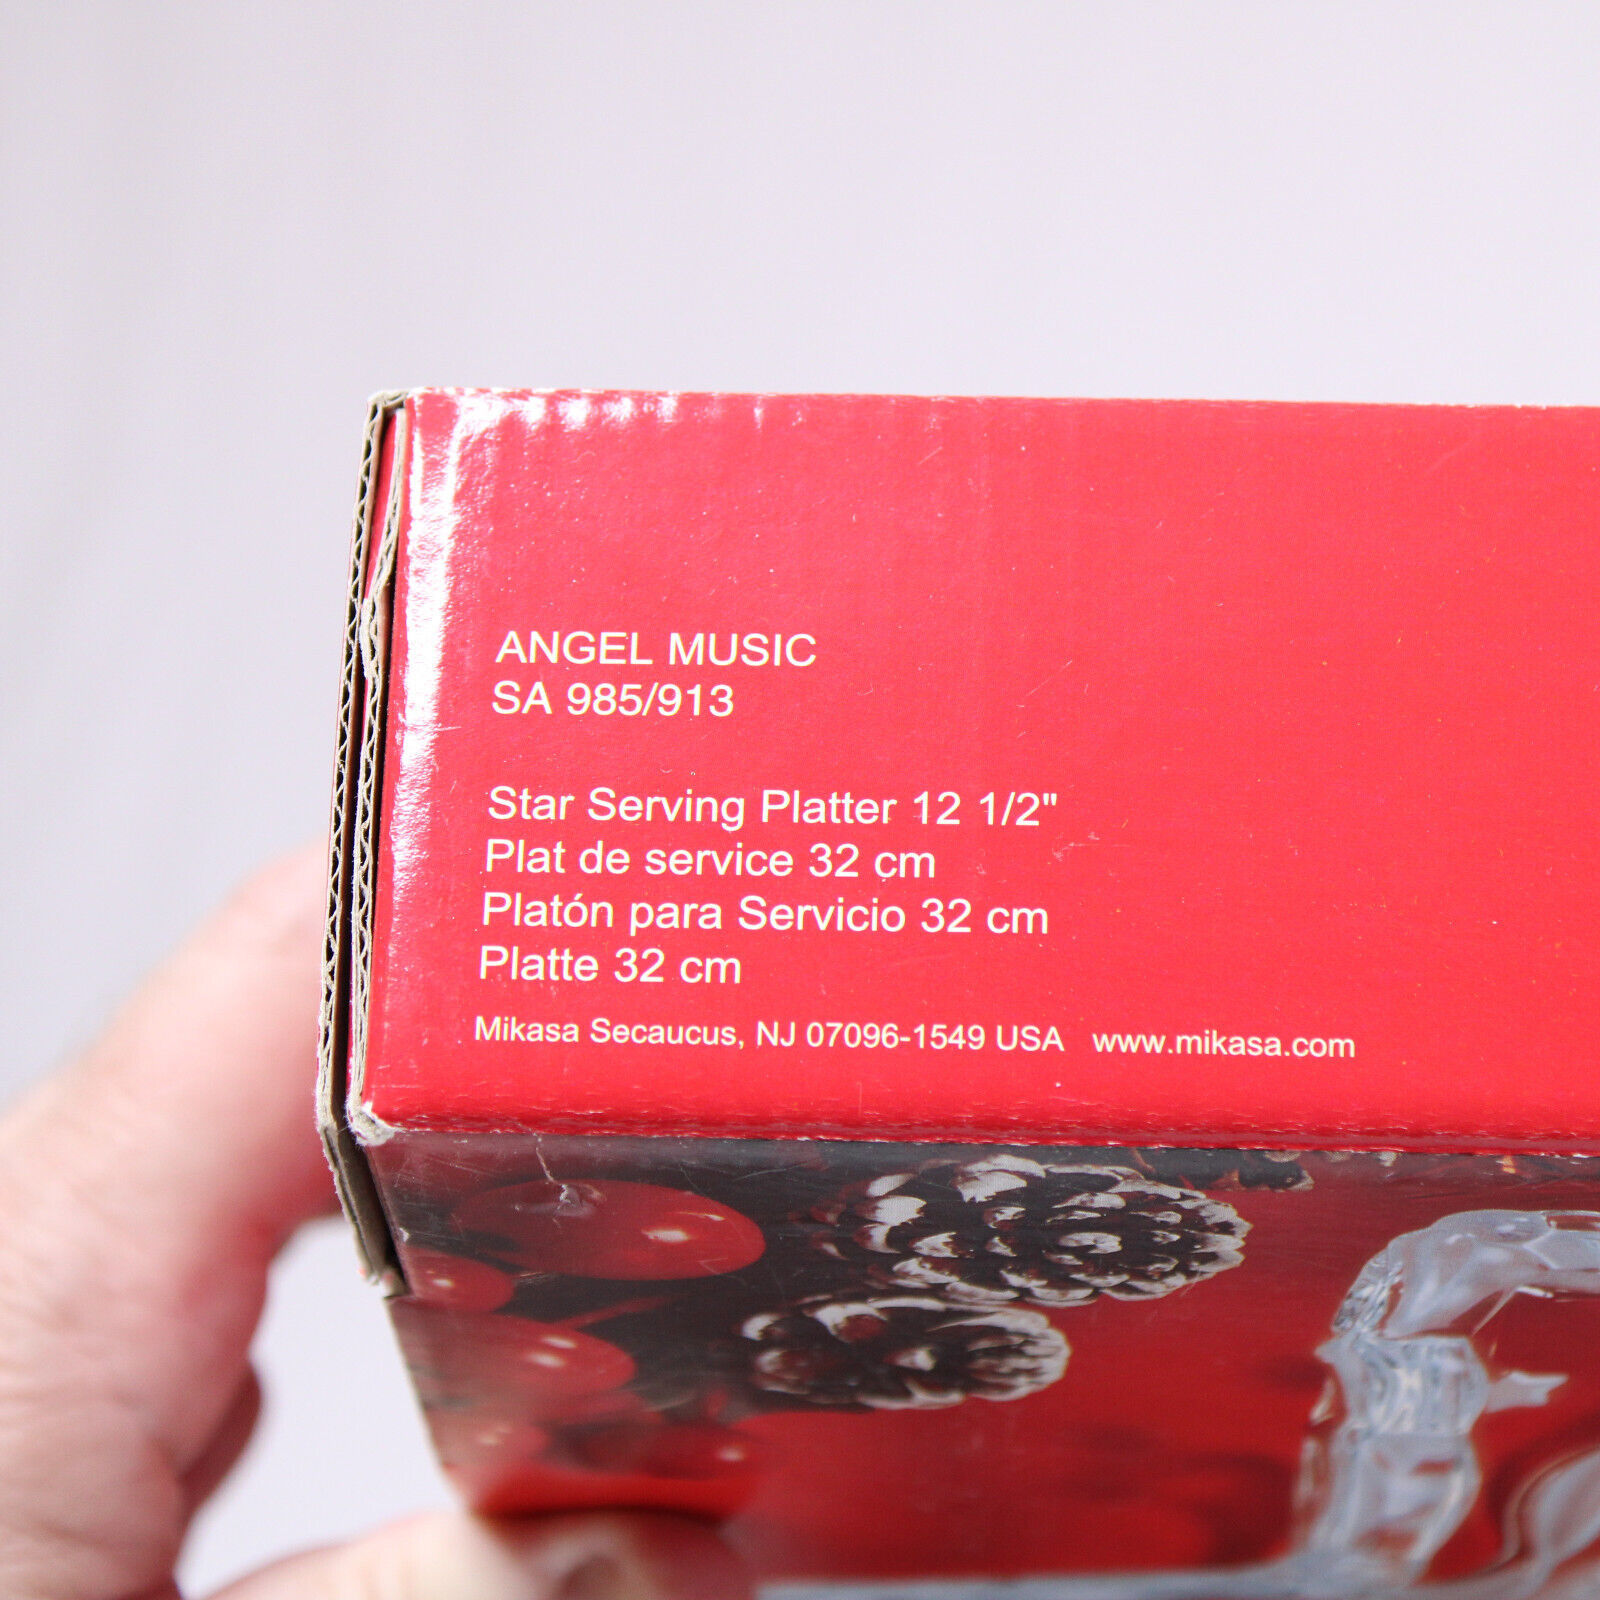 ANGEL MUSIC
SA 985/913
Star Serving Platter 12 1/2"
Plat de service 32 cm
Platón para Servicio 32 cm
Platte 32 cm
Mikasa Secaucus, NJ 07096-1549 USA www.mikasa.com